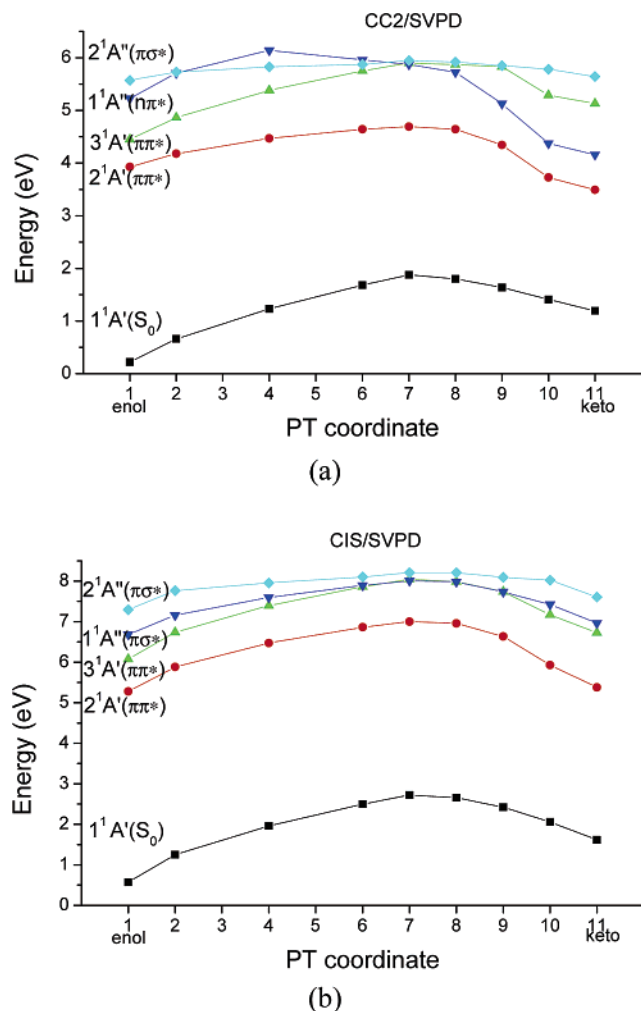 CC2/SVPD
6
5
4
3
2
1
0
Energy (eV)
2¹A''(πσ*)
1¹A''(nπ*)
3¹A'(ππ*)
2¹A'(ππ*)
1¹A'(S₀)
1 2 3 4 5 6 7 8 9 10 11
enol keto
PT coordinate
(a)
CIS/SVPD
8
7
6
5
4
3
2
1
0
Energy (eV)
2¹A''(πσ*)
1¹A''(πσ*)
3¹A'(ππ*)
2¹A'(ππ*)
1¹A'(S₀)
1 2 3 4 5 6 7 8 9 10 11
enol keto
PT coordinate
(b)